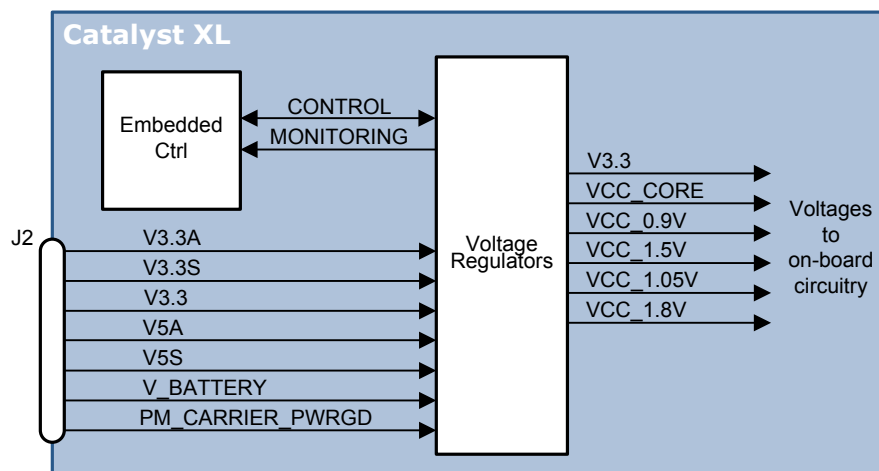 Catalyst XL
Embedded
Ctrl
CONTROL
MONITORING
J2
V3.3A
V3.3S
V3.3
V5A
V5S
V_BATTERY
PM_CARRIER_PWRGD
Voltage
Regulators
V3.3
VCC_CORE
VCC_0.9V
VCC_1.5V
VCC_1.05V
VCC_1.8V
Voltages
to
on-board
circuitry